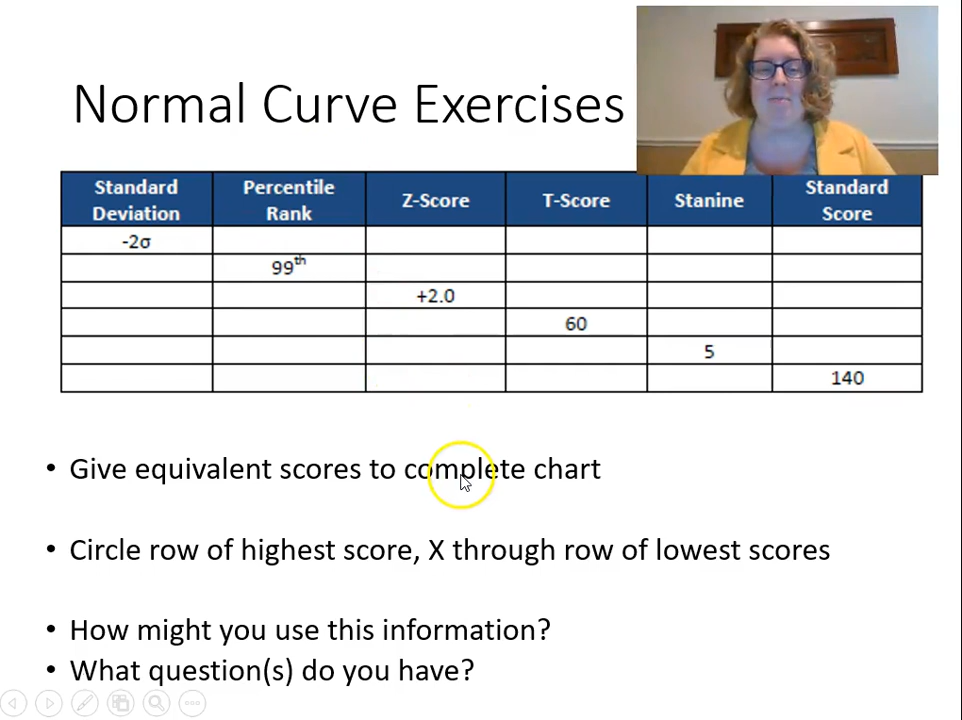 Normal Curve Exercises
Standard Deviation Percentile Rank Z-Score T-Score Stanine Standard Score
-2σ
99th
+2.0
60
5
140
• Give equivalent scores to complete chart
• Circle row of highest score, X through row of lowest scores
• How might you use this information?
• What question(s) do you have?